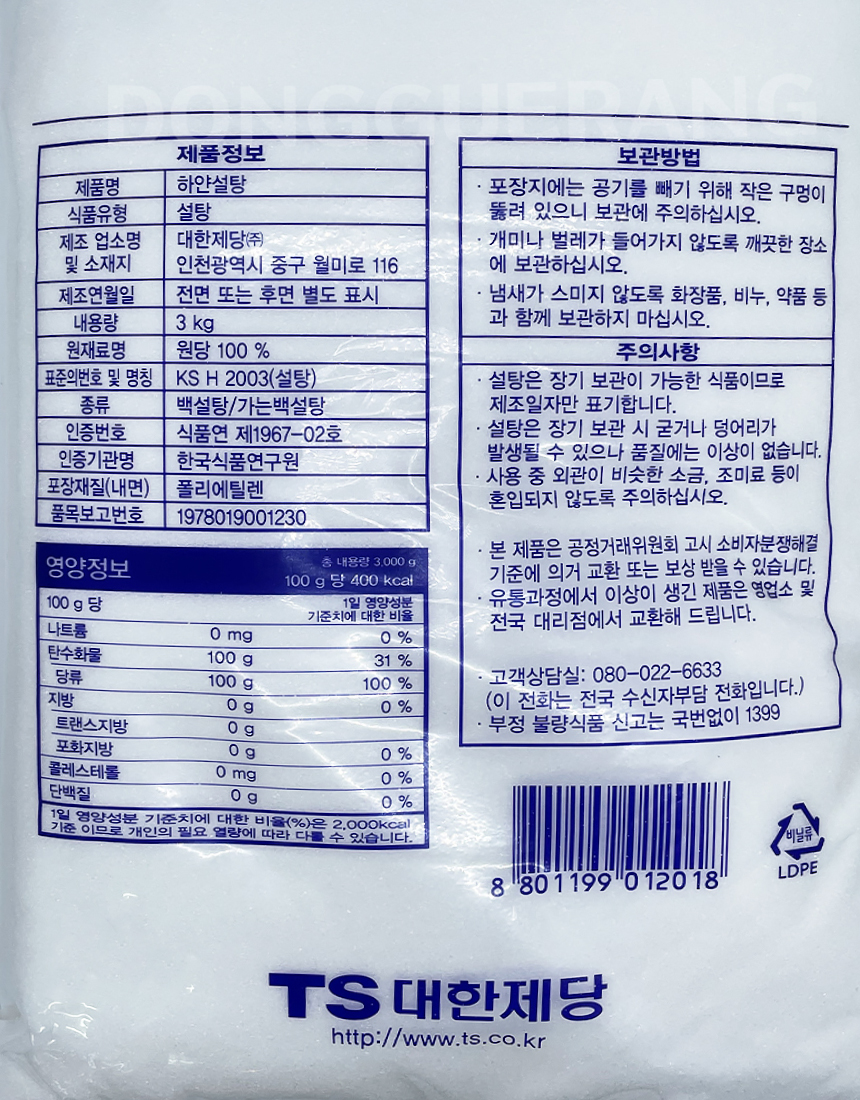 DONGGUERANG
제품정보
제품명 하얀설탕
식품유형 설탕
제조 업소명 및 소재지 대한제당㈜
인천광역시 중구 월미로 116
제조연월일 전면 또는 후면 별도 표시
내용량 3 kg
원재료명 원당 100 %
표준의번호 및 명칭 KS H 2003(설탕)
종류 백설탕/가는백설탕
인증번호 식품연 제1967-02호
인증기관명 한국식품연구원
포장재질(내면) 폴리에틸렌
품목보고번호 1978019001230
영양정보 총 내용량 3,000 g
100 g 당 400 kcal
100 g 당 1일 영양성분
기준치에 대한 비율
나트륨 0 mg 0 %
탄수화물 100 g 31 %
당류 100 g 100 %
지방 0 g 0 %
트랜스지방 0 g
포화지방 0 g 0 %
콜레스테롤 0 mg 0 %
단백질 0 g 0 %
1일 영양성분 기준치에 대한 비율(%)은 2,000kcal
기준 이므로 개인의 필요 열량에 따라 다를 수 있습니다.
보관방법
· 포장지에는 공기를 빼기 위해 작은 구멍이
뚫려 있으니 보관에 주의하십시오.
· 개미나 벌레가 들어가지 않도록 깨끗한 장소
에 보관하십시오.
· 냄새가 스미지 않도록 화장품, 비누, 약품 등
과 함께 보관하지 마십시오.
주의사항
· 설탕은 장기 보관이 가능한 식품이므로
제조일자만 표기합니다.
· 설탕은 장기 보관 시 굳거나 덩어리가
발생될 수 있으나 품질에는 이상이 없습니다.
· 사용 중 외관이 비슷한 소금, 조미료 등이
혼입되지 않도록 주의하십시오.
· 본 제품은 공정거래위원회 고시 소비자분쟁해결
기준에 의거 교환 또는 보상 받을 수 있습니다.
· 유통과정에서 이상이 생긴 제품은 영업소 및
전국 대리점에서 교환해 드립니다.
· 고객상담실: 080-022-6633
(이 전화는 전국 수신자부담 전화입니다.)
· 부정 불량식품 신고는 국번없이 1399
8 801199 012018
비닐류
LDPE
TS 대한제당
http://www.ts.co.kr